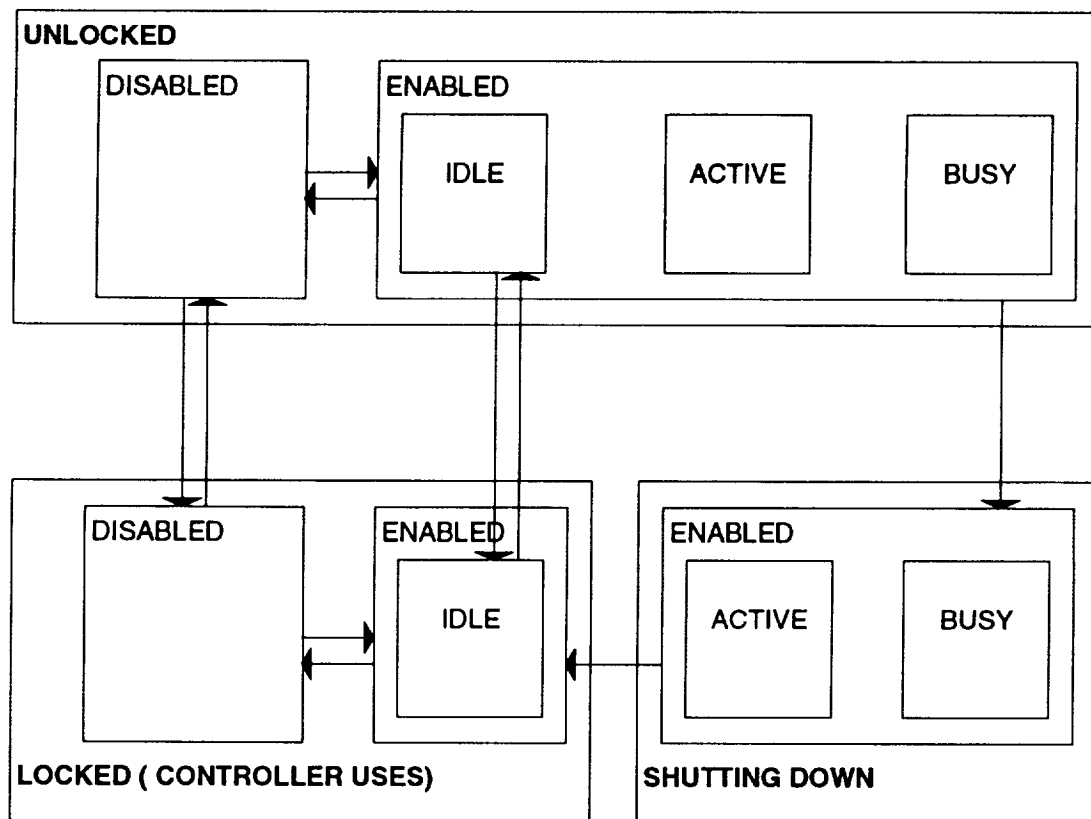 UNLOCKED
DISABLED
ENABLED
IDLE
ACTIVE
BUSY
DISABLED
ENABLED
IDLE
ENABLED
ACTIVE
BUSY
LOCKED ( CONTROLLER USES)
SHUTTING DOWN